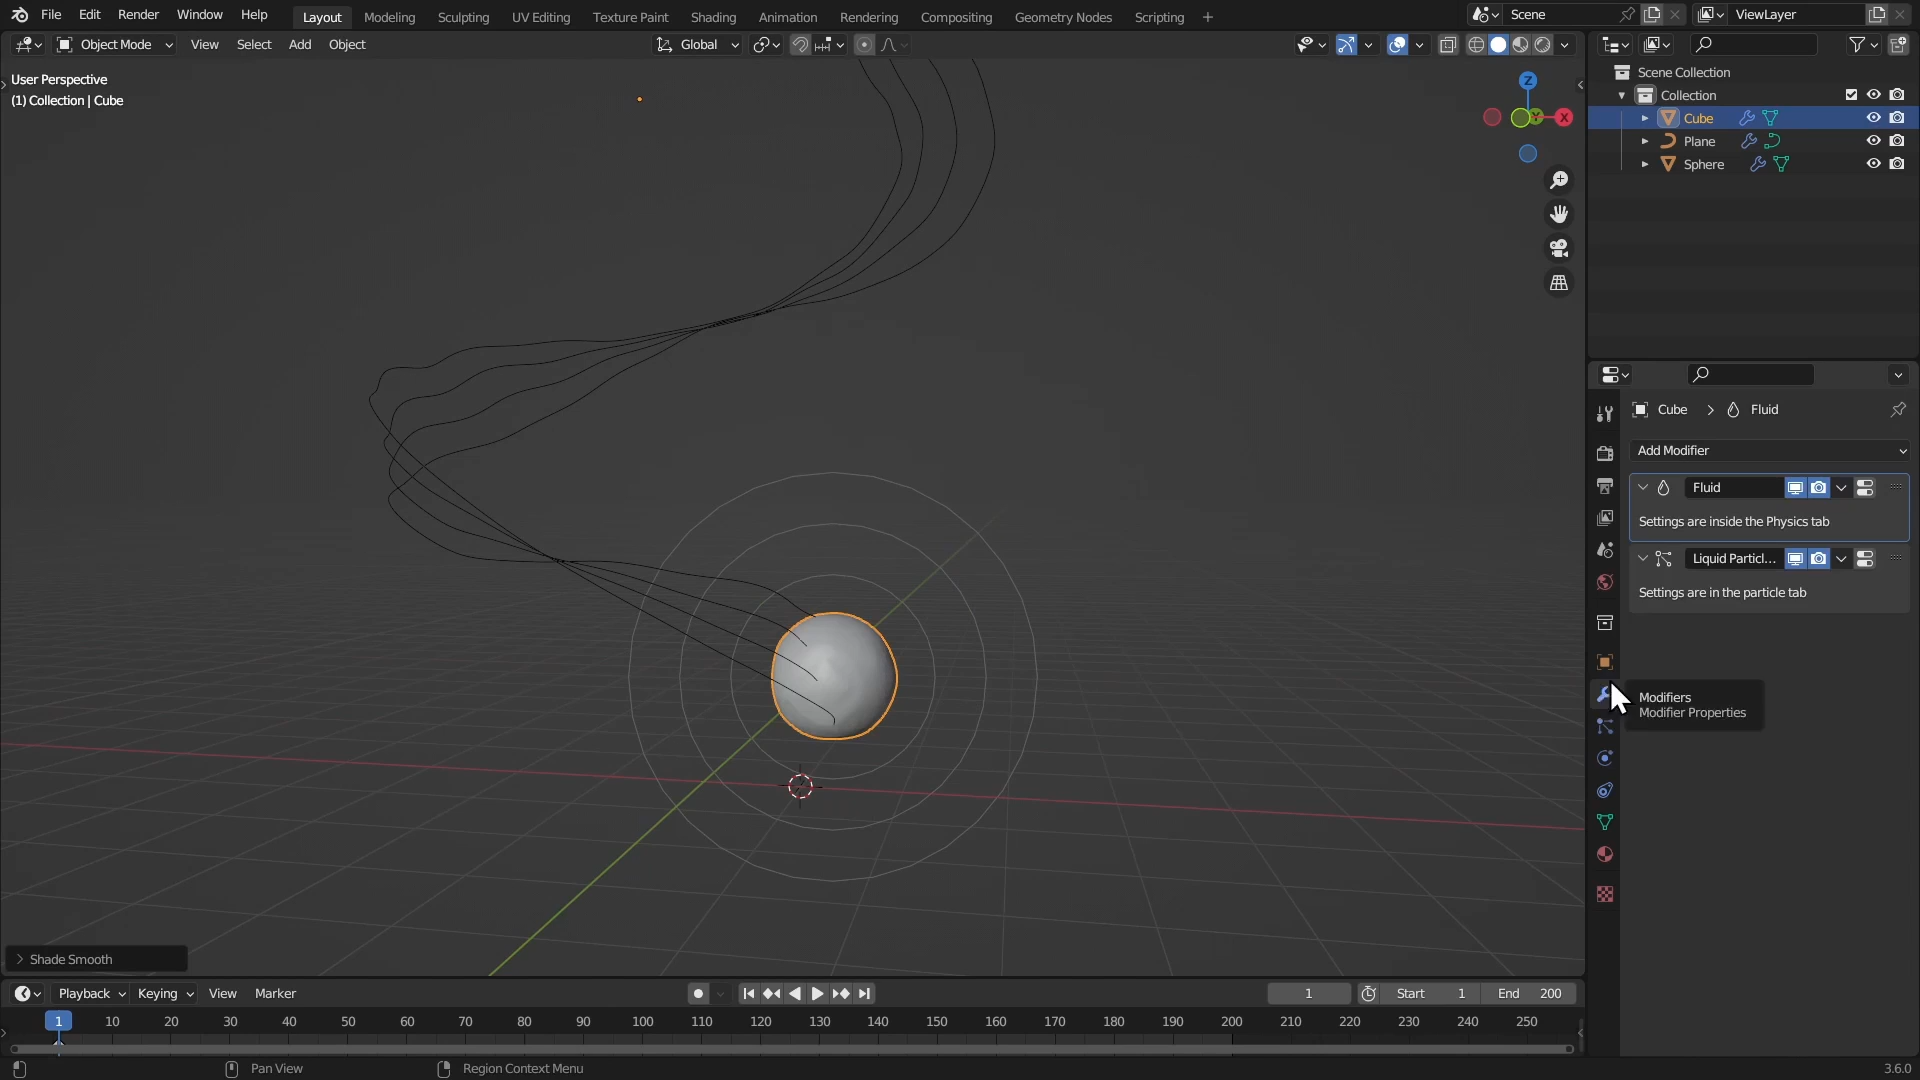 File Edit Render Window Help
Layout Modeling Sculpting UV Editing Texture Paint Shading Animation Rendering Compositing Geometry Nodes Scripting +
Scene
ViewLayer
Object Mode View Select Add Object
Global
User Perspective
(1) Collection | Cube
Z
Y
X
Scene Collection
Collection
Cube
Plane
Sphere
Cube > Fluid
Add Modifier
Fluid
Settings are inside the Physics tab
Liquid Particl...
Settings are in the particle tab
Modifiers
Modifier Properties
> Shade Smooth
Playback Keying View Marker
1 Start 1 End 200
1 10 20 30 40 50 60 70 80 90 100 110 120 130 140 150 160 170 180 190 200 210 220 230 240 250
Pan View Region Context Menu 3.6.0